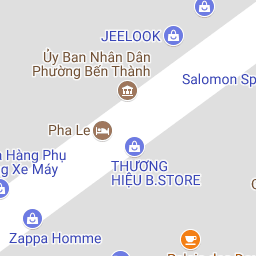 JEELOOK
Ủy Ban Nhân Dân
Phường Bến Thành
Salomon Sp
Pha Le
Hàng Phụ
Xe Máy
THƯƠNG
HIỆU B.STORE
Zappa Homme